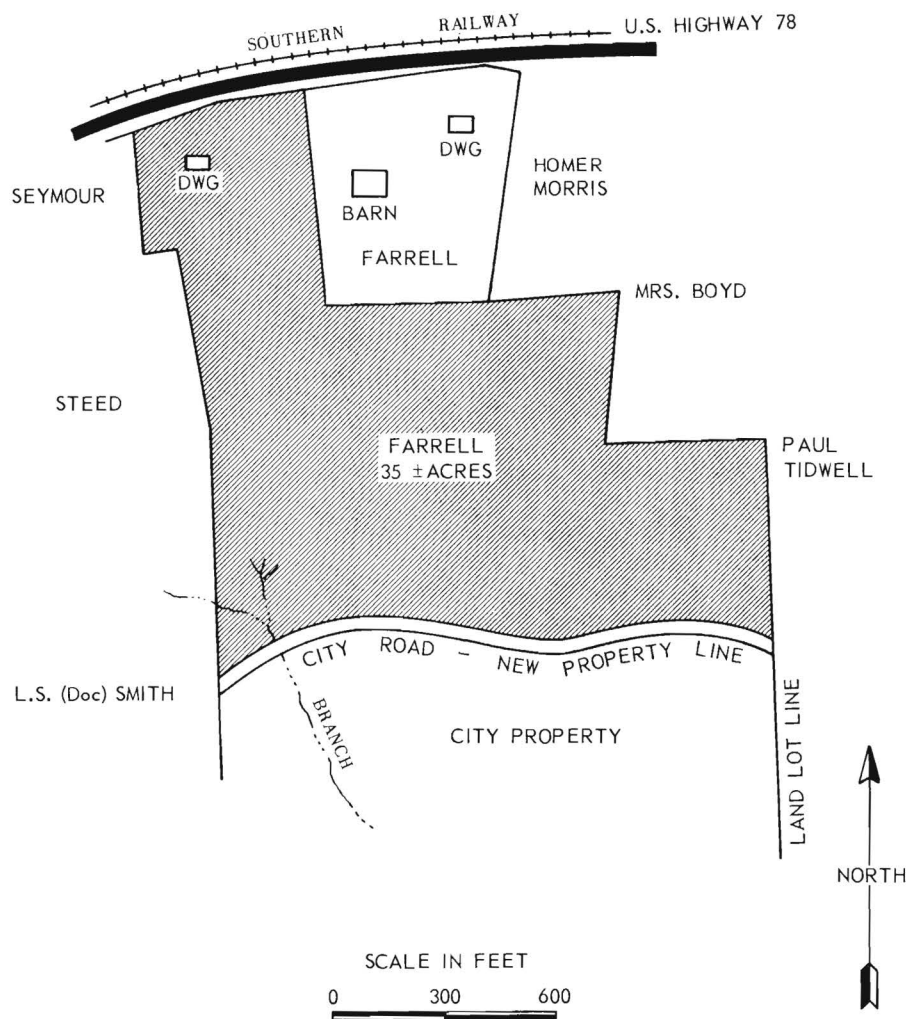 SOUTHERN RAILWAY
U.S. HIGHWAY 78
DWG
DWG
SEYMOUR
BARN
HOMER
MORRIS
FARRELL
MRS. BOYD
STEED
FARRELL
35 ± ACRES
PAUL
TIDWELL
CITY ROAD - NEW PROPERTY LINE
L.S. (Doc) SMITH
BRANCH
CITY PROPERTY
LAND LOT LINE
NORTH
SCALE IN FEET
0 300 600